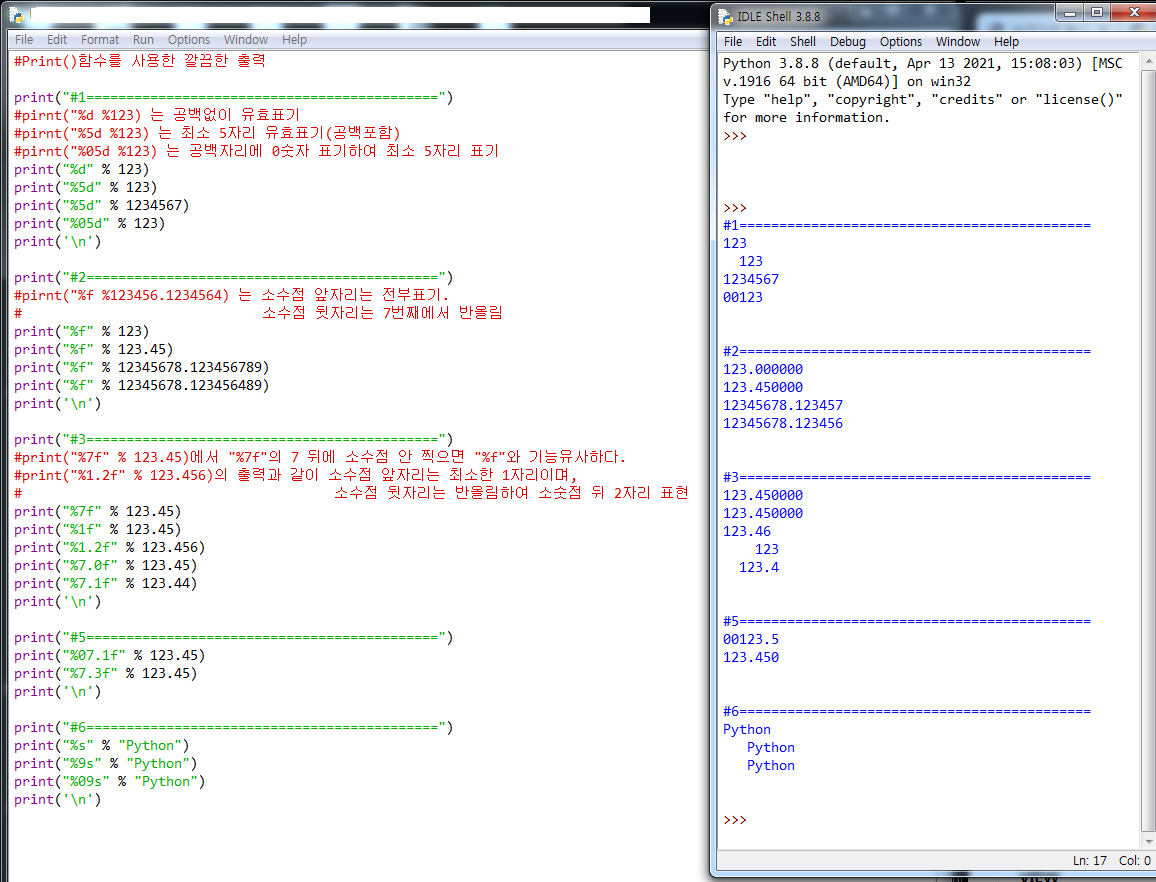 File Edit Format Run Options Window Help
#Print()함수를 사용한 깔끔한 출력
print("#1============================================")
#pirnt("%d %123) 는 공백없이 유효표기
#pirnt("%5d %123) 는 최소 5자리 유효표기(공백포함)
#pirnt("%05d %123) 는 공백자리에 0숫자 표기하여 최소 5자리 표기
print("%d" % 123)
print("%5d" % 123)
print("%5d" % 1234567)
print("%05d" % 123)
print('\n')
print("#2============================================")
#pirnt("%f %123456.1234564) 는 소수점 앞자리는 전부표기.
# 소수점 뒷자리는 7번째에서 반올림
print("%f" % 123)
print("%f" % 123.45)
print("%f" % 12345678.123456789)
print("%f" % 12345678.123456489)
print('\n')
print("#3============================================")
#print("%7f" % 123.45)에서 "%7f"의 7 뒤에 소수점 안 찍으면 "%f"와 기능유사하다.
#print("%1.2f" % 123.456)의 출력과 같이 소수점 앞자리는 최소한 1자리이며,
# 소수점 뒷자리는 반올림하여 소숫점 뒤 2자리 표현
print("%7f" % 123.45)
print("%1f" % 123.45)
print("%1.2f" % 123.456)
print("%7.0f" % 123.45)
print("%7.1f" % 123.44)
print('\n')
print("#5============================================")
print("%07.1f" % 123.45)
print("%7.3f" % 123.45)
print('\n')
print("#6============================================")
print("%s" % "Python")
print("%9s" % "Python")
print("%09s" % "Python")
print('\n')
IDLE Shell 3.8.8
File Edit Shell Debug Options Window Help
Python 3.8.8 (default, Apr 13 2021, 15:08:03) [MSC
v.1916 64 bit (AMD64)] on win32
Type "help", "copyright", "credits" or "license()"
for more information.
>>>
>>>
#1============================================
123
  123
1234567
00123
#2============================================
123.000000
123.450000
12345678.123457
12345678.123456
#3============================================
123.450000
123.450000
123.46
    123
  123.4
#5============================================
00123.5
123.450
#6============================================
Python
   Python
   Python
>>>
Ln: 17 Col: 0